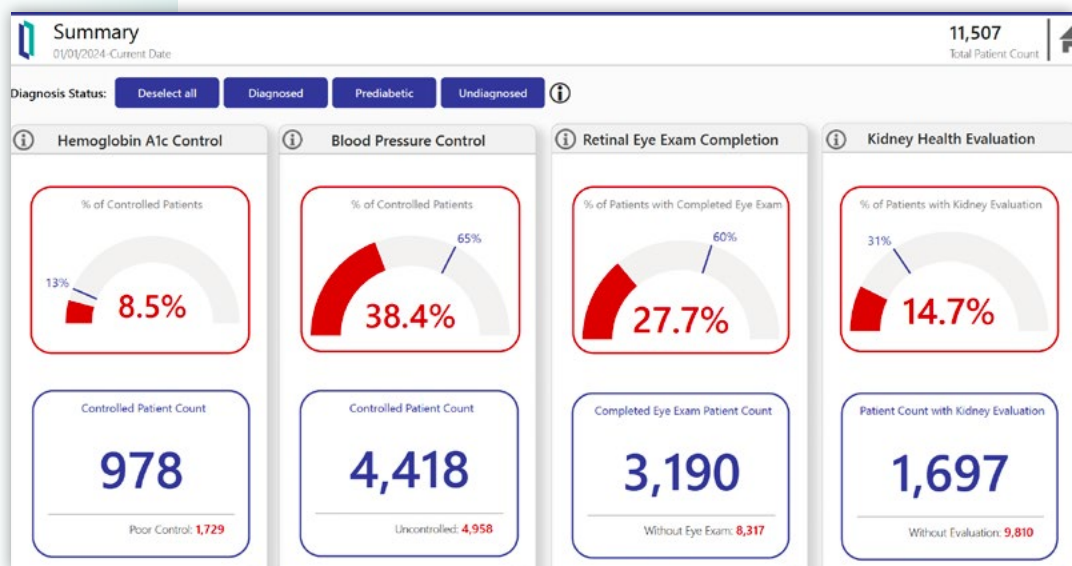 Summary
01/01/2024-Current Date
11,507
Total Patient Count
Diagnosis Status: Deselect all Diagnosed Prediabetic Undiagnosed
Hemoglobin A1c Control
% of Controlled Patients
13%
8.5%
Controlled Patient Count
978
Poor Control: 1,729
Blood Pressure Control
% of Controlled Patients
65%
38.4%
Controlled Patient Count
4,418
Uncontrolled: 4,958
Retinal Eye Exam Completion
% of Patients with Completed Eye Exam
60%
27.7%
Completed Eye Exam Patient Count
3,190
Without Eye Exam: 8,317
Kidney Health Evaluation
% of Patients with Kidney Evaluation
31%
14.7%
Patient Count with Kidney Evaluation
1,697
Without Evaluation: 9,810